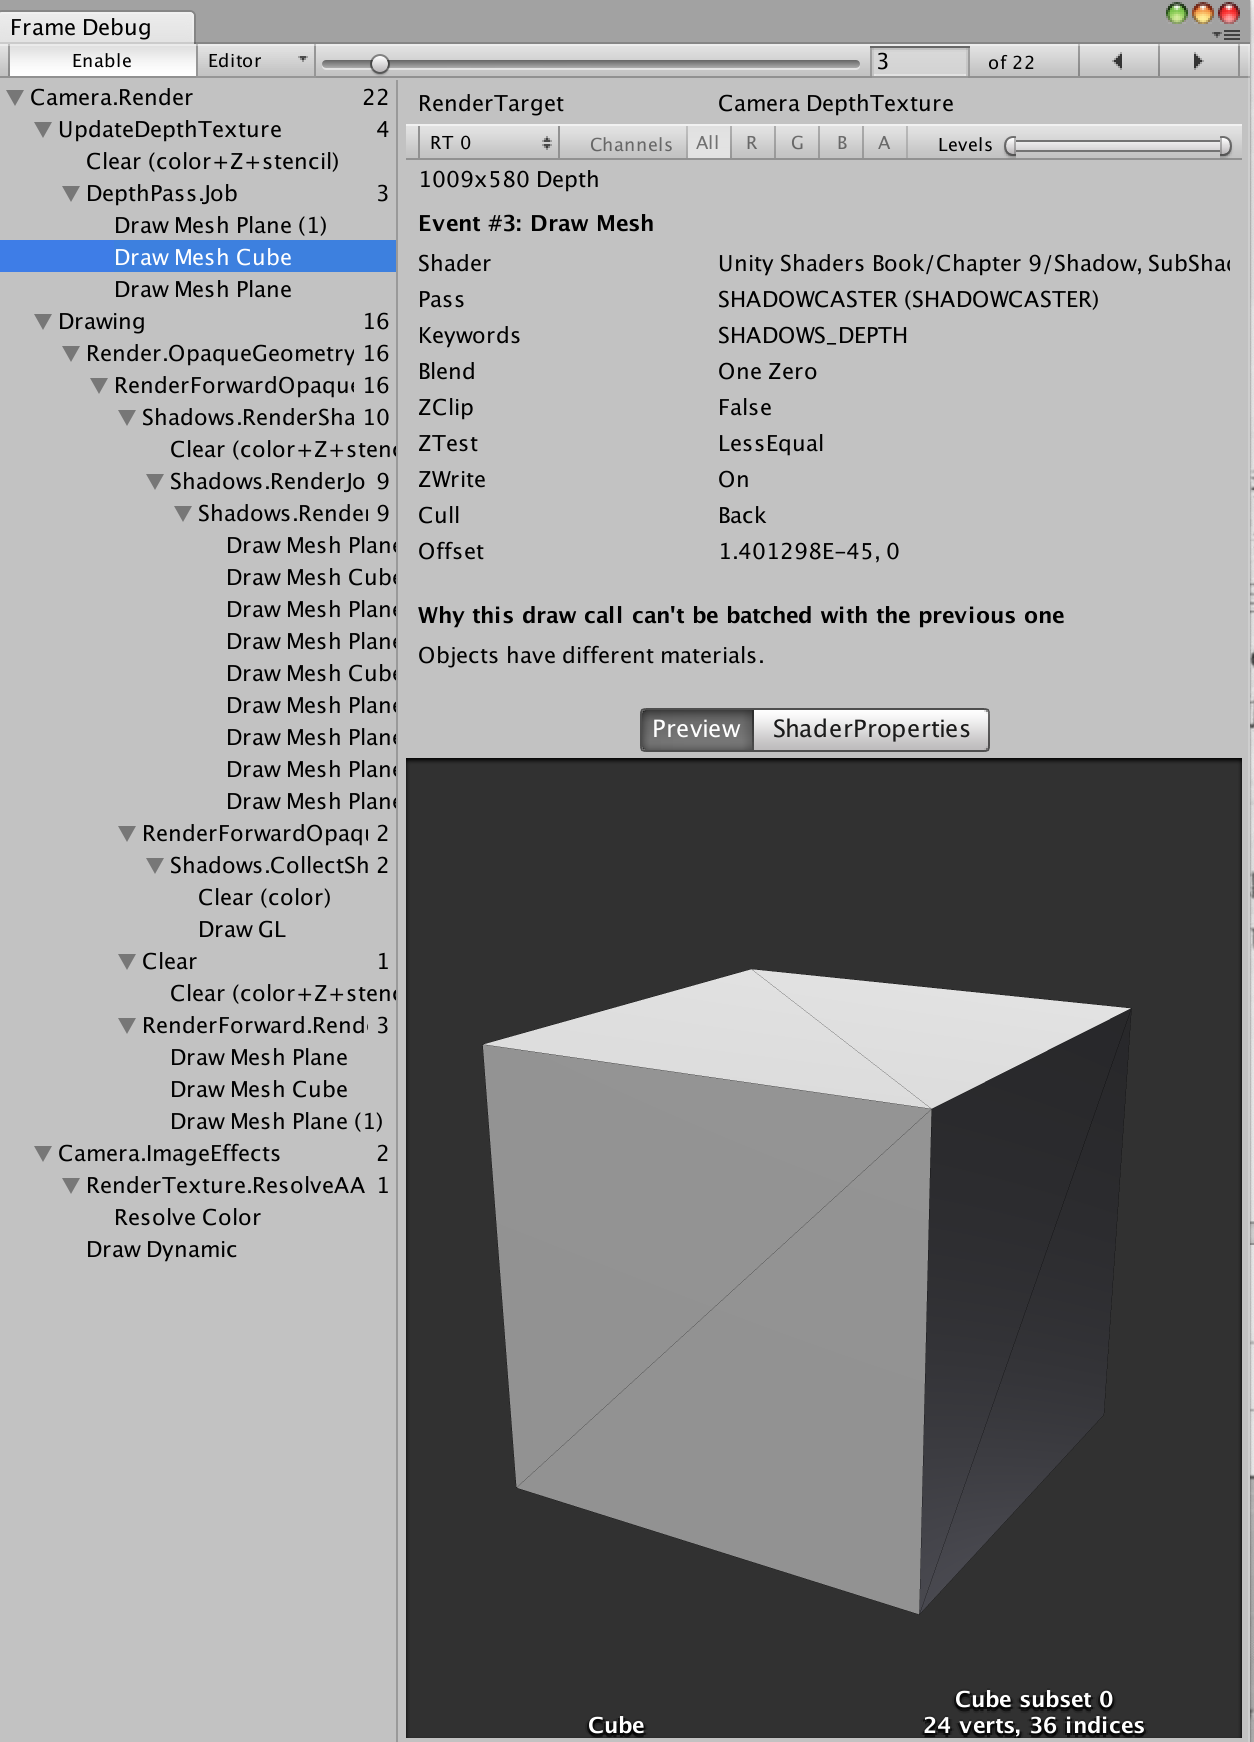 Frame Debug
Enable
Editor
3
of 22
Camera.Render 22
UpdateDepthTexture 4
Clear (color+Z+stencil)
DepthPass.Job 3
Draw Mesh Plane (1)
Draw Mesh Cube
Draw Mesh Plane
Drawing 16
Render.OpaqueGeometry 16
RenderForwardOpaque 16
Shadows.RenderSha 10
Clear (color+Z+sten
Shadows.RenderJo 9
Shadows.Render 9
Draw Mesh Plane
Draw Mesh Cube
Draw Mesh Plane
Draw Mesh Plane
Draw Mesh Cube
Draw Mesh Plane
Draw Mesh Plane
Draw Mesh Plane
Draw Mesh Plane
RenderForwardOpaq 2
Shadows.CollectSh 2
Clear (color)
Draw GL
Clear 1
Clear (color+Z+sten
RenderForward.Rend 3
Draw Mesh Plane
Draw Mesh Cube
Draw Mesh Plane (1)
Camera.ImageEffects 2
RenderTexture.ResolveAA 1
Resolve Color
Draw Dynamic
RenderTarget Camera DepthTexture
RT 0 Channels All R G B A Levels
1009x580 Depth
Event #3: Draw Mesh
Shader Unity Shaders Book/Chapter 9/Shadow, SubSha
Pass SHADOWCASTER (SHADOWCASTER)
Keywords SHADOWS_DEPTH
Blend One Zero
ZClip False
ZTest LessEqual
ZWrite On
Cull Back
Offset 1.401298E-45, 0
Why this draw call can't be batched with the previous one
Objects have different materials.
Preview ShaderProperties
Cube
Cube subset 0
24 verts, 36 indices